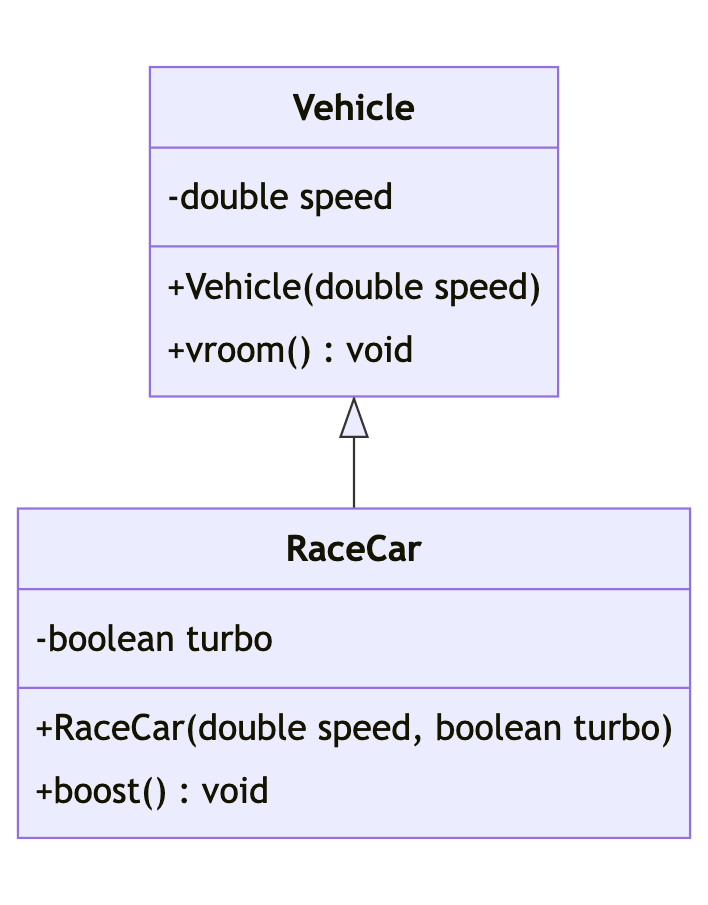 Vehicle
-double speed
+Vehicle(double speed)
+vroom() : void
RaceCar
-boolean turbo
+RaceCar(double speed, boolean turbo)
+boost() : void